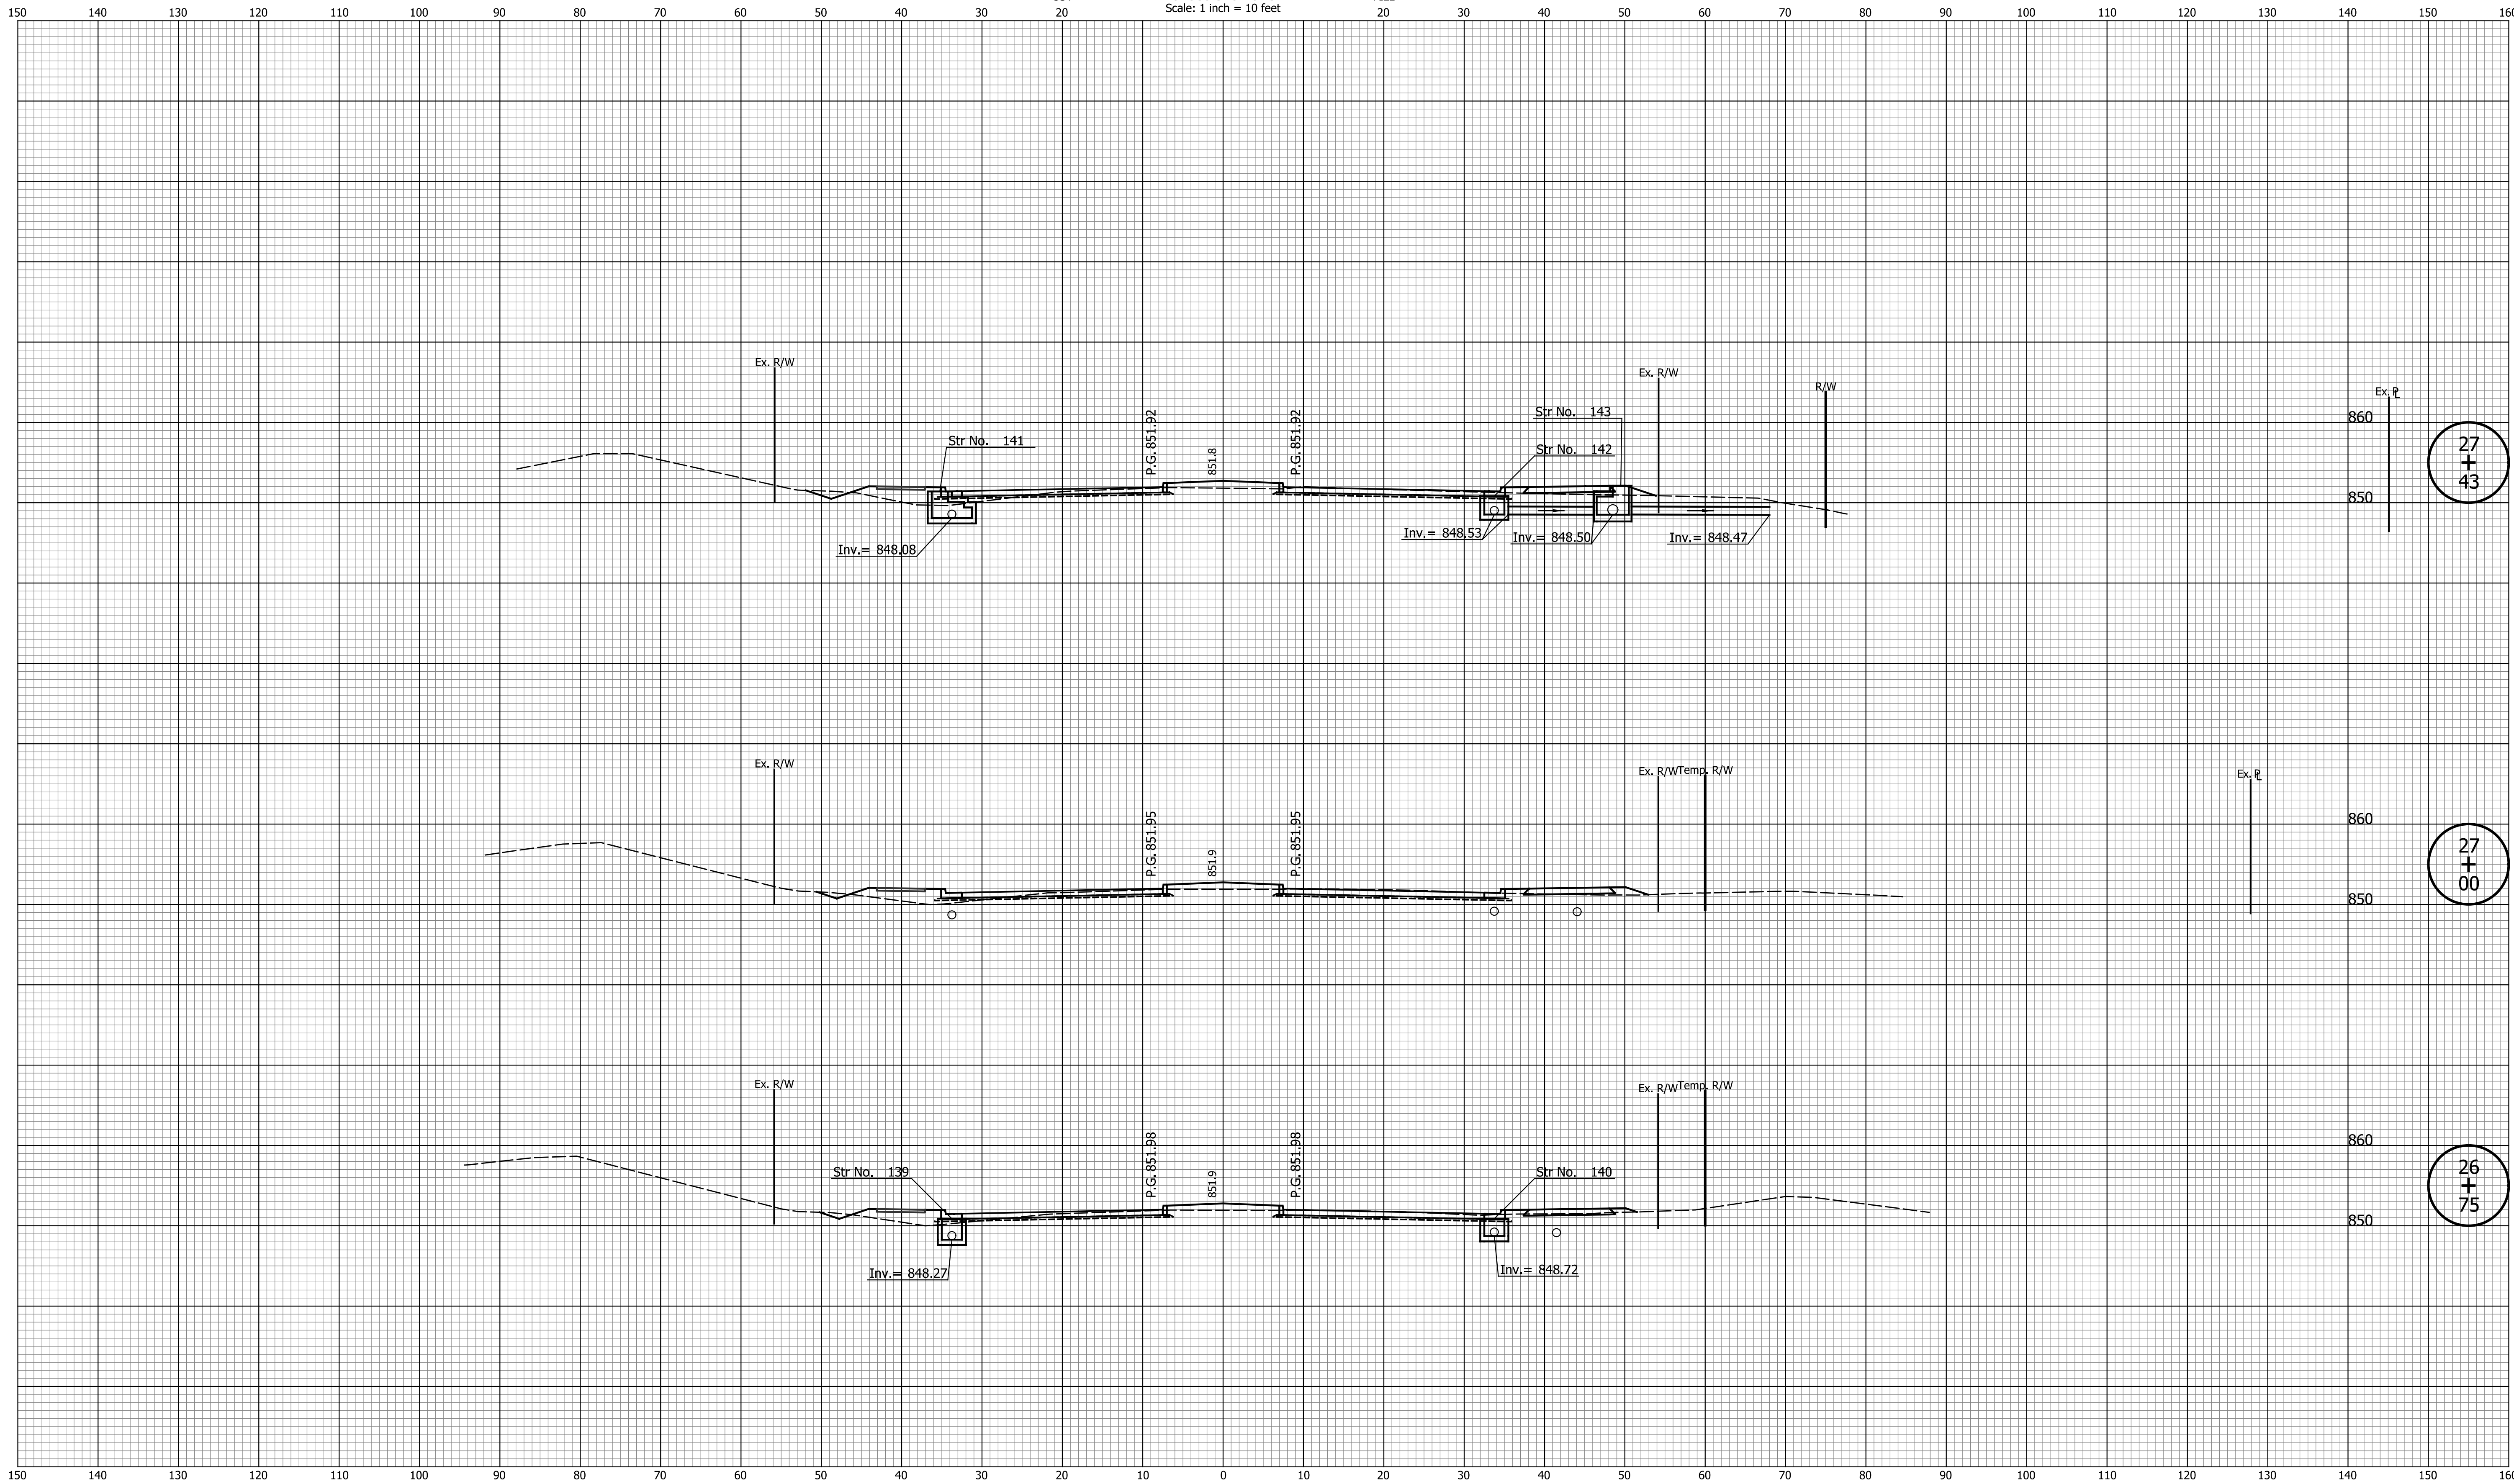 Scale: 1 inch = 10 feet
150 140 130 120 110 100 90 80 70 60 50 40 30 20 10 0 10 20 30 40 50 60 70 80 90 100 110 120 130 140 150
Ex. R/W
Ex. R/W
R/W
Ex. PL
Str No. 141
P.G. 851.92
851.8
P.G. 851.92
Str No. 143
Str No. 142
860
850
27
+
43
Inv.= 848.08
Inv.= 848.53
Inv.= 848.50
Inv.= 848.47
Ex. R/W
Ex. R/W
Temp. R/W
Ex. PL
P.G. 851.95
851.9
P.G. 851.95
860
850
27
+
00
Ex. R/W
Ex. R/W
Temp. R/W
Str No. 139
P.G. 851.98
851.9
P.G. 851.98
Str No. 140
860
850
26
+
75
Inv.= 848.27
Inv.= 848.72
150 140 130 120 110 100 90 80 70 60 50 40 30 20 10 0 10 20 30 40 50 60 70 80 90 100 110 120 130 140 150